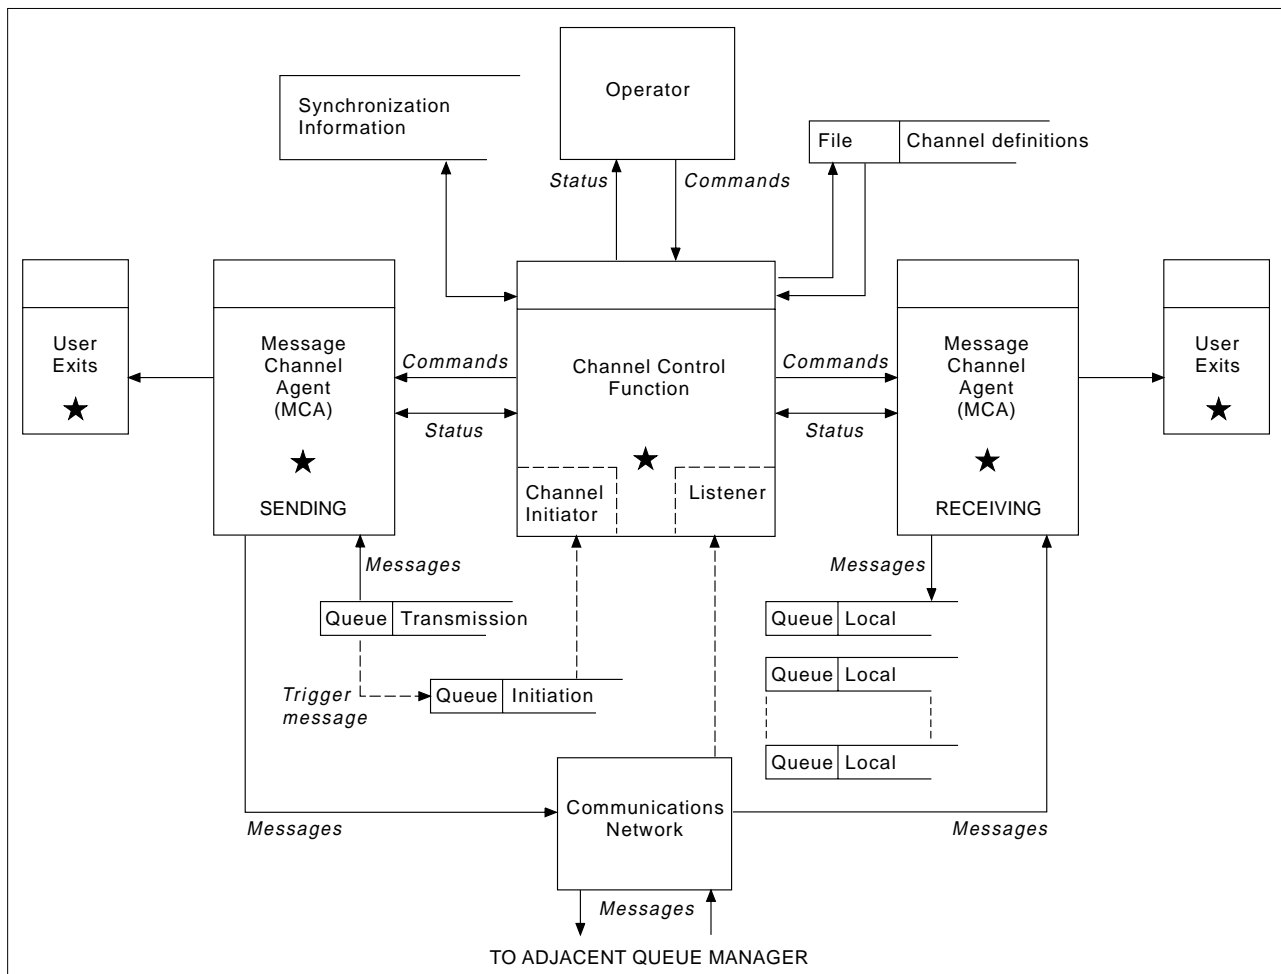 Operator
Synchronization
Information
File
Channel definitions
Status
Commands
User
Exits
Message
Channel
Agent
(MCA)
SENDING
Commands
Status
Channel Control
Function
Channel
Initiator
Listener
Commands
Status
Message
Channel
Agent
(MCA)
RECEIVING
User
Exits
Messages
Queue
Transmission
Trigger
message
Queue
Initiation
Messages
Queue
Local
Queue
Local
Queue
Local
Communications
Network
Messages
Messages
Messages
TO ADJACENT QUEUE MANAGER